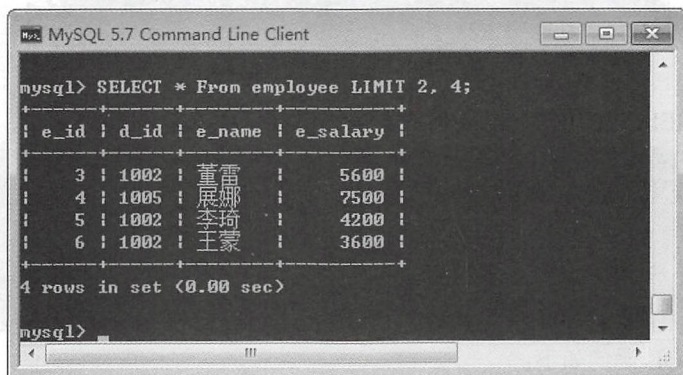 MySQL 5.7 Command Line Client
mysql> SELECT * From employee LIMIT 2, 4;
+------+------+--------+----------+
| e_id | d_id | e_name | e_salary |
+------+------+--------+----------+
| 3 | 1002 | 董雷 | 5600 |
| 4 | 1005 | 展娜 | 7500 |
| 5 | 1002 | 李琦 | 4200 |
| 6 | 1002 | 王蒙 | 3600 |
+------+------+--------+----------+
4 rows in set (0.00 sec)
mysql> _